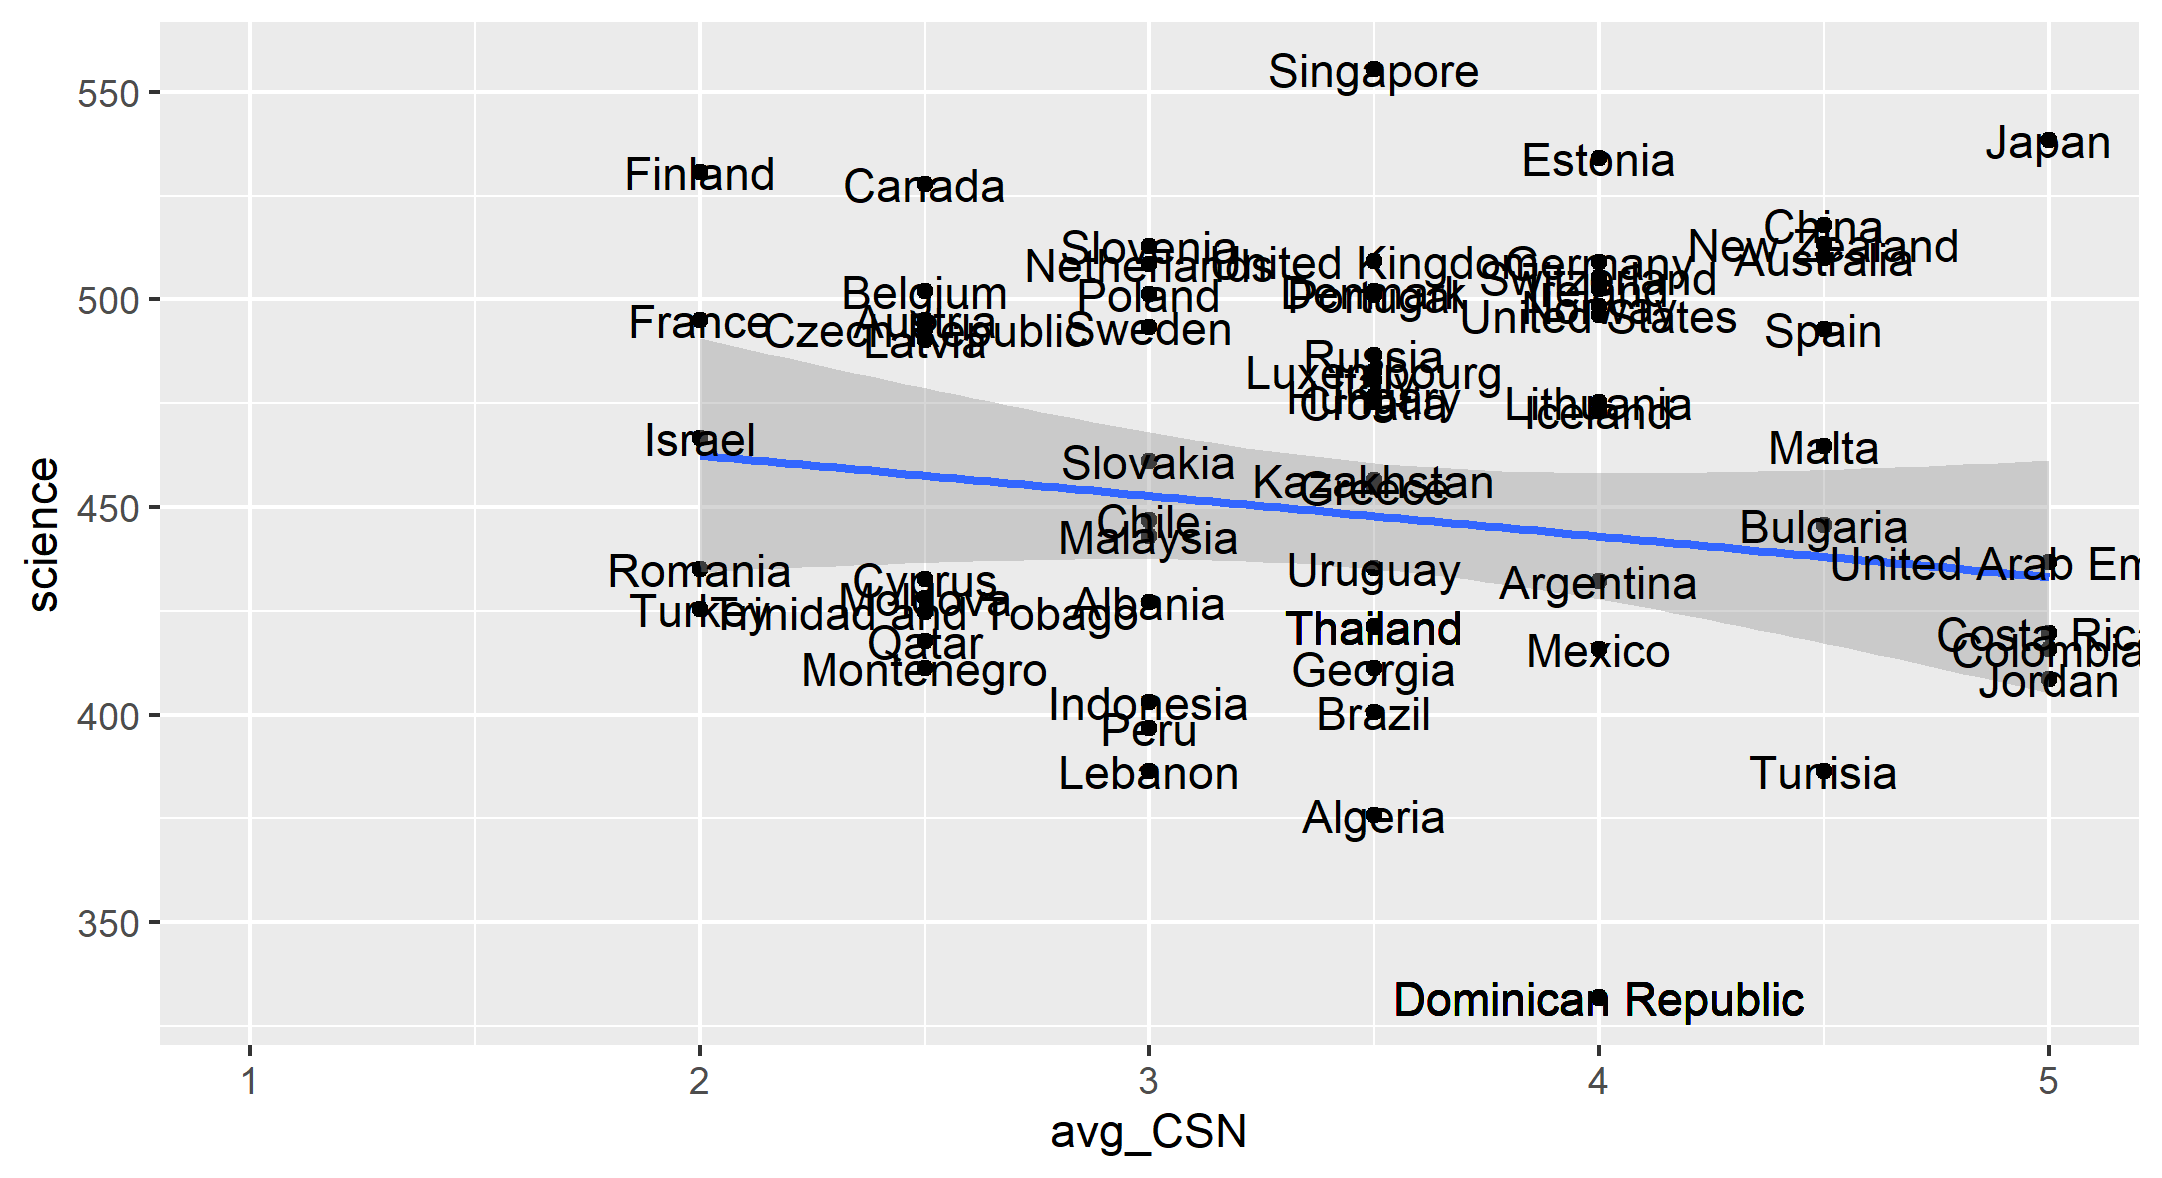 Singapore
550
Japan
Estonia
Finland
Canada
China
Slovenia
New Zealand
Netherlands
United Kingdom
Germany
Australia
Switzerland
Belgium
Denmark
Ireland
500
Poland
Portugal
Norway
France
Austria
United States
Czech Republic
Sweden
Spain
Latvia
Russia
Luxembourg
Italy
Hungary
Croatia
Lithuania
Iceland
Israel
Malta
Slovakia
Kazakhstan
Greece
450
Chile
Malaysia
Bulgaria
United Arab Em
Romania
Cyprus
Uruguay
Argentina
Moldova
Albania
Turkey
Trinidad and Tobago
Thailand
Costa Rica
Qatar
Mexico
Colombia
Montenegro
Georgia
Jordan
Indonesia
400
Brazil
Peru
Lebanon
Tunisia
Algeria
350
Dominican Republic
science
1 2 3 4 5
avg_CSN